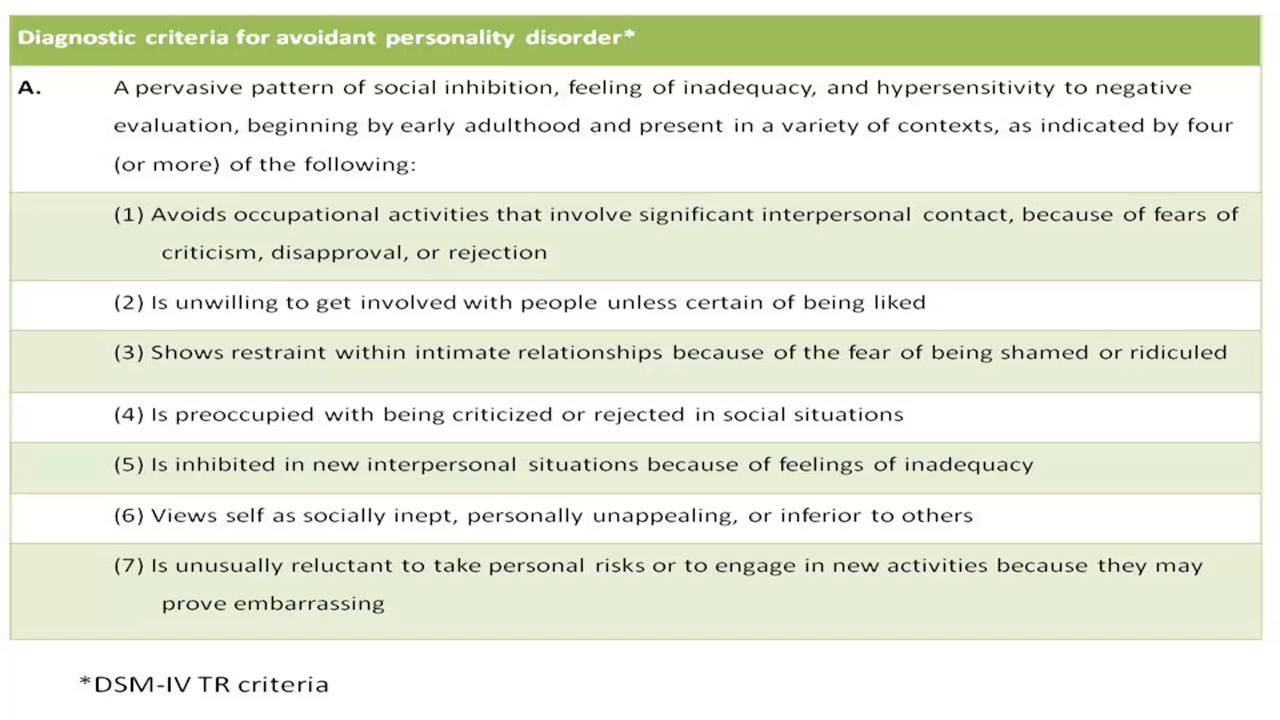 Diagnostic criteria for avoidant personality disorder*
A. A pervasive pattern of social inhibition, feeling of inadequacy, and hypersensitivity to negative
evaluation, beginning by early adulthood and present in a variety of contexts, as indicated by four
(or more) of the following:
(1) Avoids occupational activities that involve significant interpersonal contact, because of fears of
criticism, disapproval, or rejection
(2) Is unwilling to get involved with people unless certain of being liked
(3) Shows restraint within intimate relationships because of the fear of being shamed or ridiculed
(4) Is preoccupied with being criticized or rejected in social situations
(5) Is inhibited in new interpersonal situations because of feelings of inadequacy
(6) Views self as socially inept, personally unappealing, or inferior to others
(7) Is unusually reluctant to take personal risks or to engage in new activities because they may
prove embarrassing
*DSM-IV TR criteria